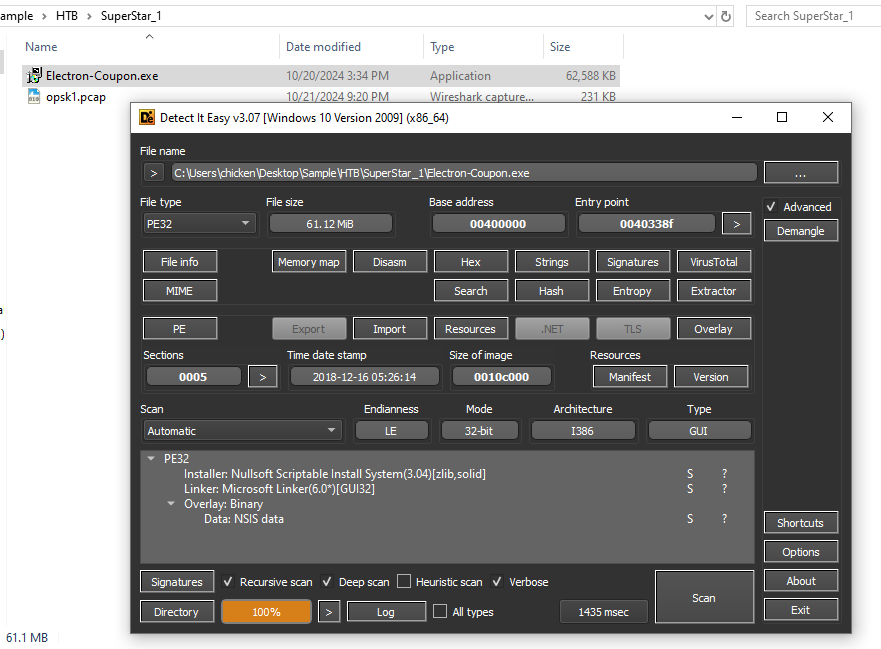 ample > HTB > SuperStar_1
Search SuperStar_1
Name Date modified Type Size
Electron-Coupon.exe 10/20/2024 3:34 PM Application 62,588 KB
opsk1.pcap 10/21/2024 9:20 PM Wireshark capture... 231 KB
Detect It Easy v3.07 [Windows 10 Version 2009] (x86_64)
File name
> C:\Users\chicken\Desktop\Sample\HTB\SuperStar_1\Electron-Coupon.exe ...
File type File size Base address Entry point
Advanced
PE32 61.12 MiB 00400000 0040338f >
Demangle
File info Memory map Disasm Hex Strings Signatures VirusTotal
MIME Search Hash Entropy Extractor
PE Export Import Resources .NET TLS Overlay
Sections Time date stamp Size of image Resources
0005 > 2018-12-16 05:26:14 0010c000 Manifest Version
Scan Endianness Mode Architecture Type
Automatic LE 32-bit I386 GUI
PE32
Installer: Nullsoft Scriptable Install System(3.04)[zlib,solid] S ?
Linker: Microsoft Linker(6.0*)[GUI32] S ?
Overlay: Binary
Data: NSIS data S ?
Shortcuts
Options
Signatures Recursive scan Deep scan Heuristic scan Verbose
Scan
About
Directory 100% > Log All types 1435 msec
Exit
61.1 MB